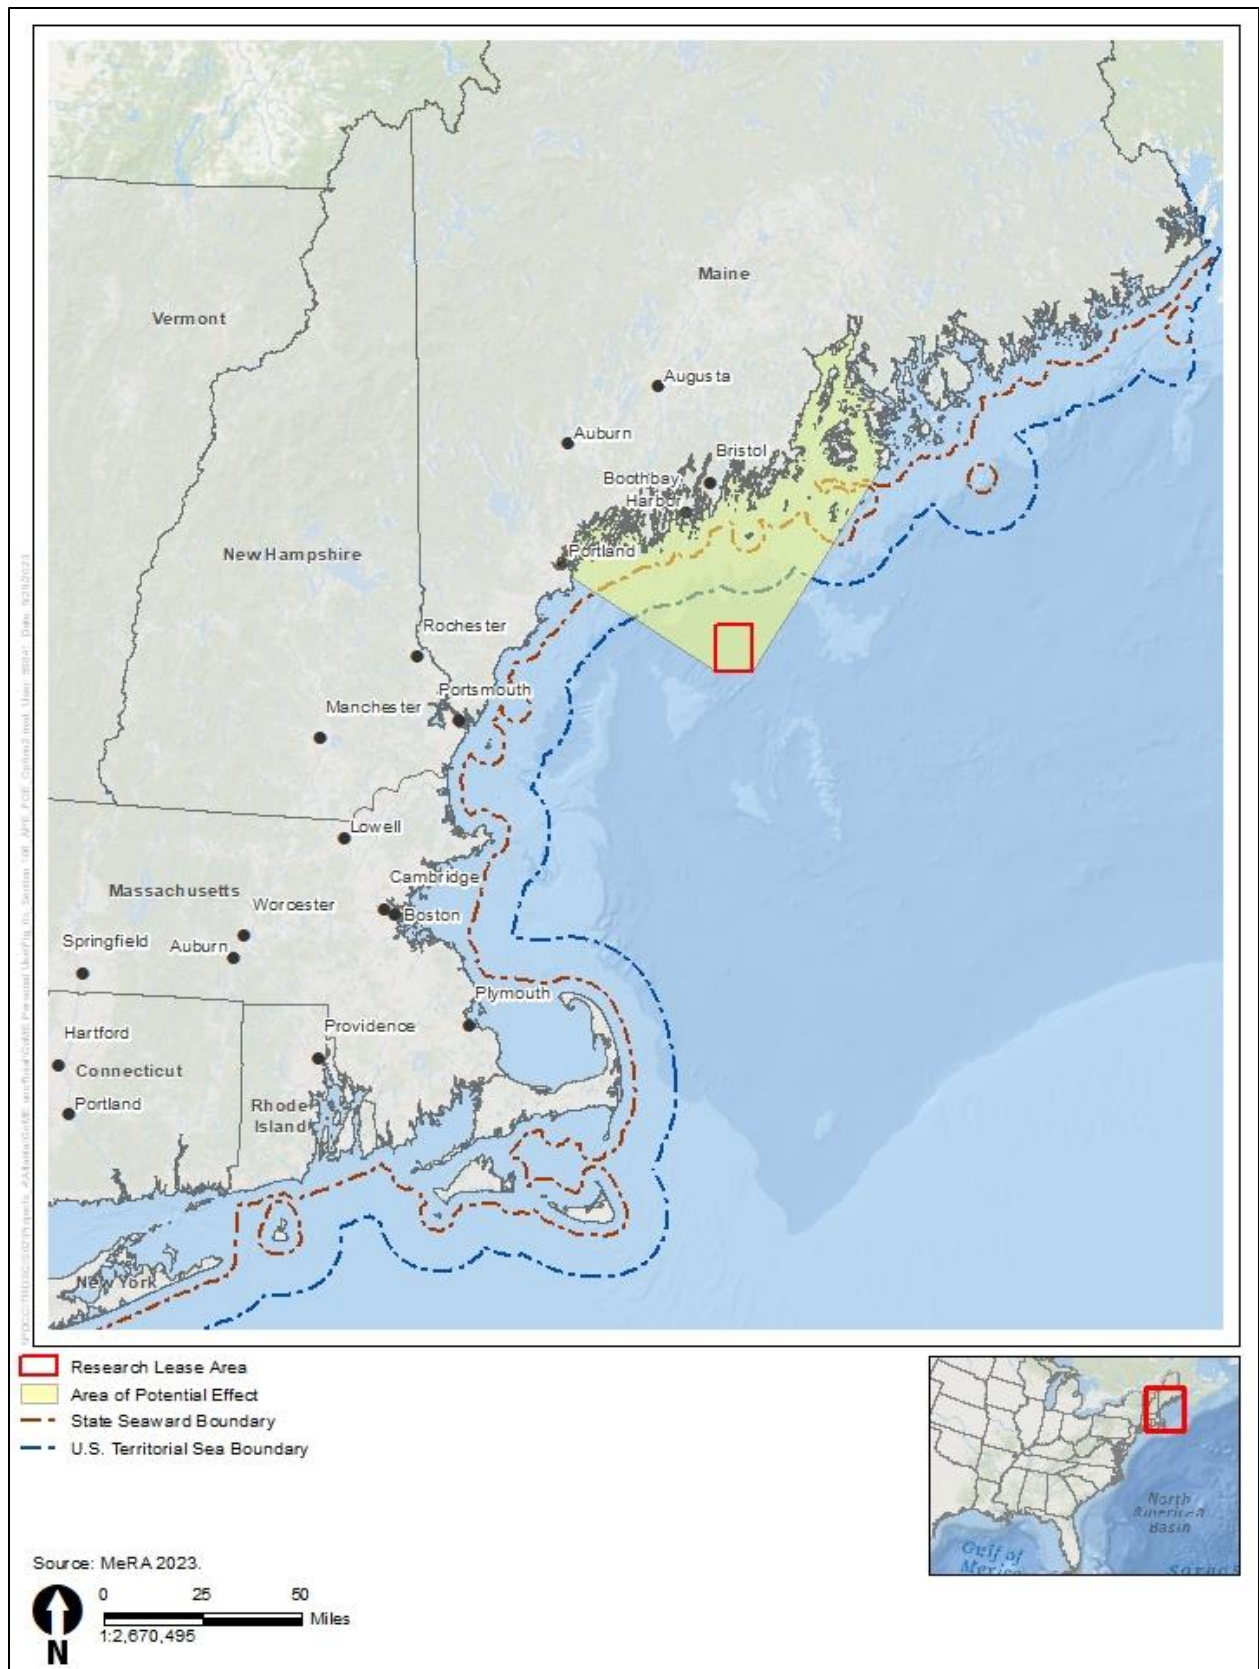 Maine
Vermont
Augusta
Auburn
Bristol
Boothbay
Harbor
Portland
New Hampshire
Rochester
Portsmouth
Manchester
Lowell
Cambridge
Massachusetts
Worcester
Boston
Springfield
Auburn
Plymouth
Hartford
Providence
Connecticut
Portland
Rhode
Island
New York
Research Lease Area
Area of Potential Effect
State Seaward Boundary
U.S. Territorial Sea Boundary
North
America
Basin
Gulf of
Mexico
Source: MeRA 2023.
0 25 50
Miles
1:2,670,495
N